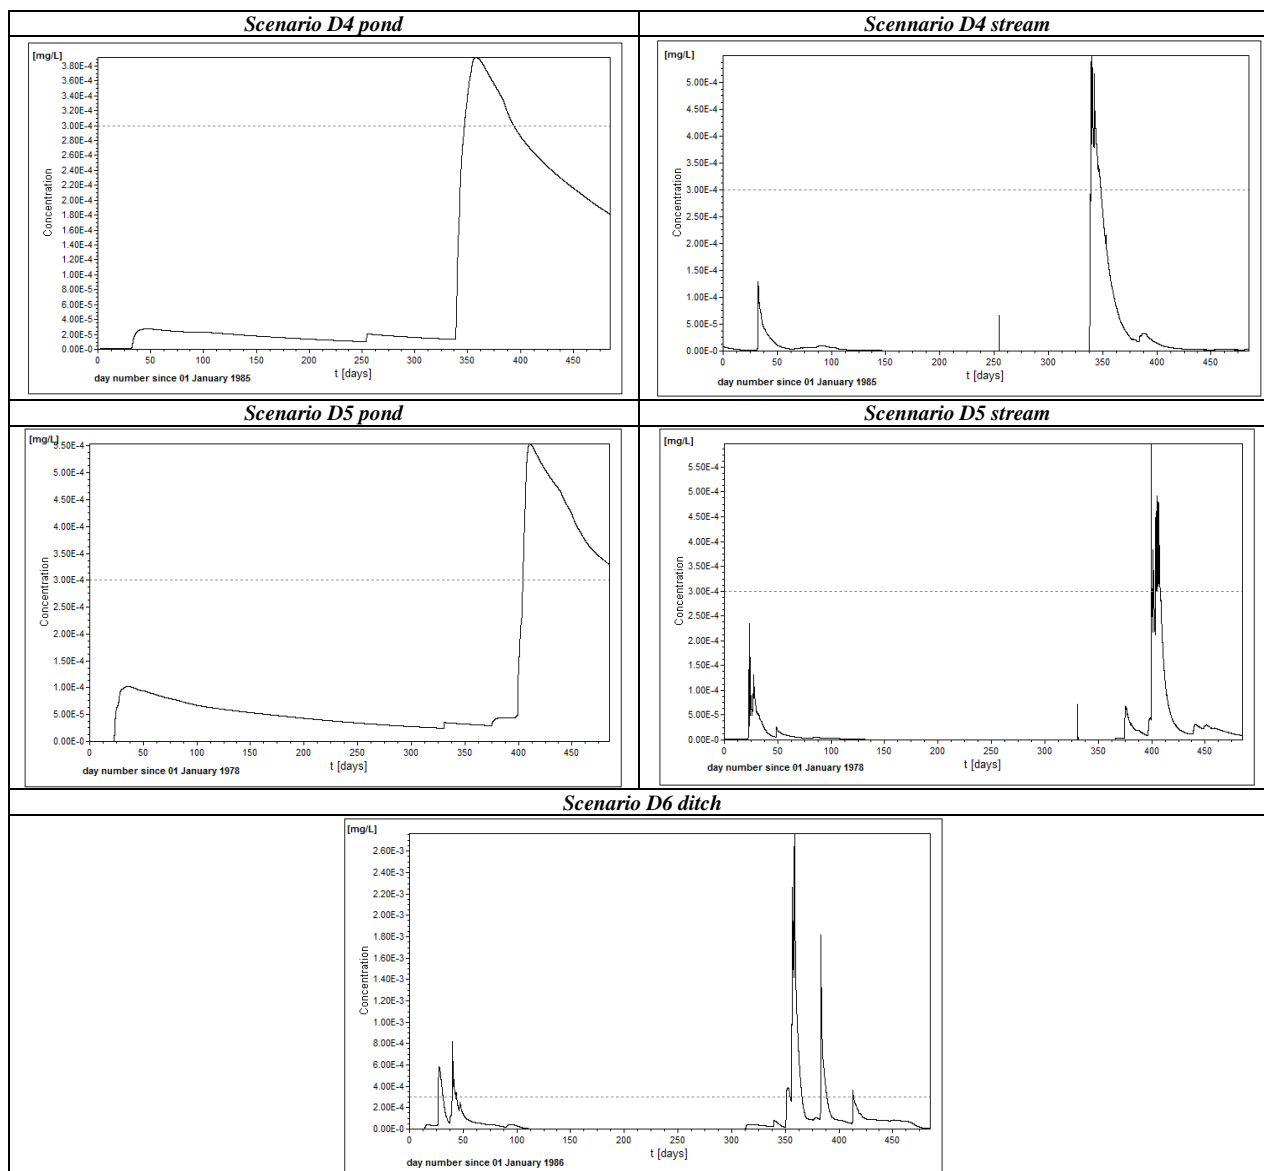 Scenario D4 pond
Scennario D4 stream
[mg/L]
3.80E-4
3.60E-4
3.40E-4
3.20E-4
3.00E-4
2.80E-4
2.60E-4
2.40E-4
2.20E-4
2.00E-4
1.80E-4
1.60E-4
1.40E-4
1.20E-4
1.00E-4
8.00E-5
6.00E-5
4.00E-5
2.00E-5
0.00E-0
Concentration
0 50 100 150 200 250 300 350 400 450
t [days]
day number since 01 January 1985
[mg/L]
5.00E-4
4.50E-4
4.00E-4
3.50E-4
3.00E-4
2.50E-4
2.00E-4
1.50E-4
1.00E-4
5.00E-5
0.00E-0
Concentration
0 50 100 150 200 250 300 350 400 450
t [days]
day number since 01 January 1985
Scenario D5 pond
Scennario D5 stream
[mg/L]
5.50E-4
5.00E-4
4.50E-4
4.00E-4
3.50E-4
3.00E-4
2.50E-4
2.00E-4
1.50E-4
1.00E-4
5.00E-5
0.00E-0
Concentration
0 50 100 150 200 250 300 350 400 450
t [days]
day number since 01 January 1978
[mg/L]
5.50E-4
5.00E-4
4.50E-4
4.00E-4
3.50E-4
3.00E-4
2.50E-4
2.00E-4
1.50E-4
1.00E-4
5.00E-5
0.00E-0
Concentration
0 50 100 150 200 250 300 350 400 450
t [days]
day number since 01 January 1978
Scenario D6 ditch
[mg/L]
2.60E-3
2.40E-3
2.20E-3
2.00E-3
1.80E-3
1.60E-3
1.40E-3
1.20E-3
1.00E-3
8.00E-4
6.00E-4
4.00E-4
2.00E-4
0.00E-0
Concentration
0 50 100 150 200 250 300 350 400 450
t [days]
day number since 01 January 1986